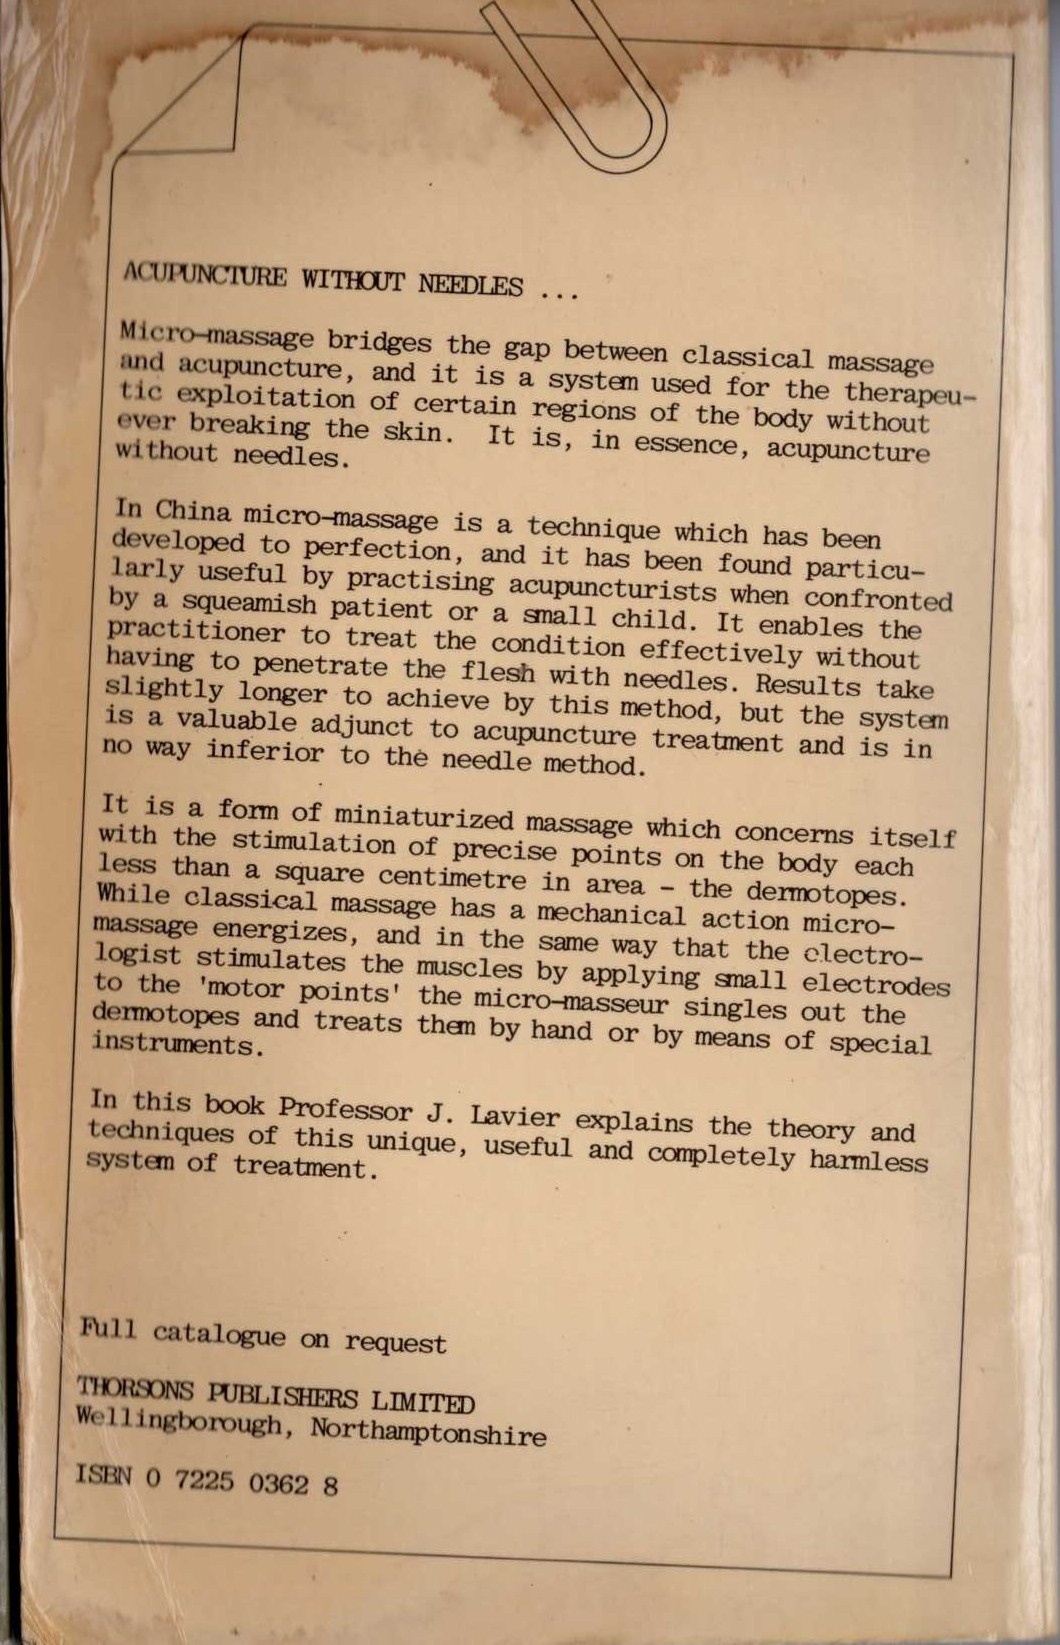 ACUPUNCTURE WITHOUT NEEDLES ...
Micro-massage bridges the gap between classical massage
and acupuncture, and it is a system used for the therapeu-
tic exploitation of certain regions of the body without
ever breaking the skin. It is, in essence, acupuncture
without needles.
In China micro-massage is a technique which has been
developed to perfection, and it has been found particu-
larly useful by practising acupuncturists when confronted
by a squeamish patient or a small child. It enables the
practitioner to treat the condition effectively without
having to penetrate the flesh with needles. Results take
slightly longer to achieve by this method, but the system
is a valuable adjunct to acupuncture treatment and is in
no way inferior to the needle method.
It is a form of miniaturized massage which concerns itself
with the stimulation of precise points on the body each
less than a square centimetre in area - the dermotopes.
While classical massage has a mechanical action micro-
massage energizes, and in the same way that the electro-
logist stimulates the muscles by applying small electrodes
to the 'motor points' the micro-masseur singles out the
dermotopes and treats them by hand or by means of special
instruments.
In this book Professor J. Lavier explains the theory and
techniques of this unique, useful and completely harmless
system of treatment.
Full catalogue on request
THORSONS PUBLISHERS LIMITED
Wellingborough, Northamptonshire
ISBN 0 7225 0362 8